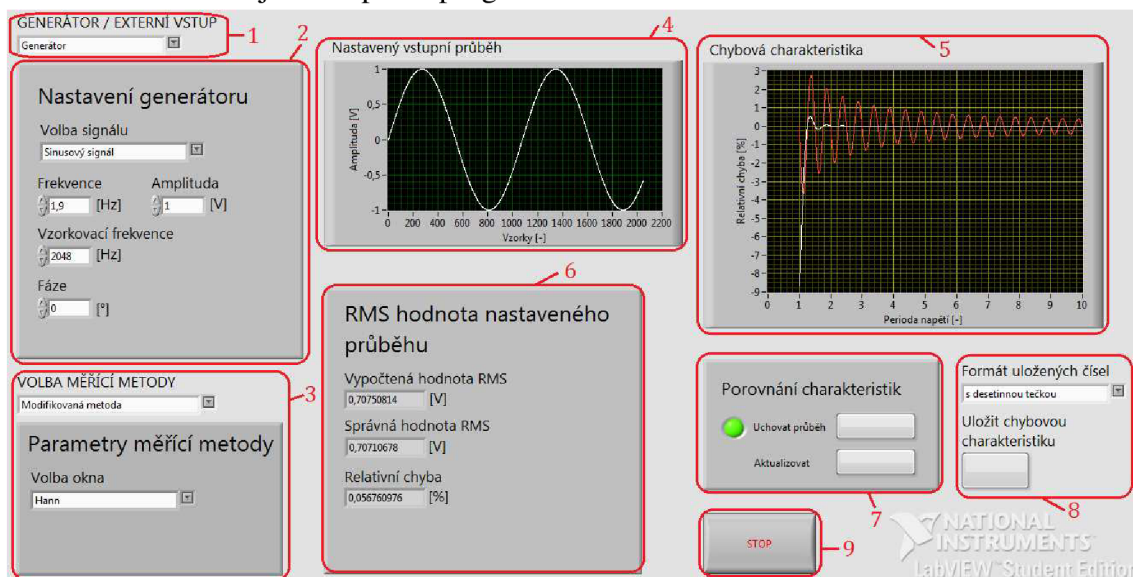 GENERÁTOR / EXTERNÍ VSTUP
Generátor
1
2
Nastavení generátoru
Volba signálu
Sinusový signál
Frekvence Amplituda
1,9 [Hz] 1 [V]
Vzorkovací frekvence
2048 [Hz]
Fáze
0 [°]
VOLBA MĚŘÍCÍ METODY
Modifikovaná metoda
3
Parametry měřící metody
Volba okna
Hann
4
Nastavený vstupní průběh
Amplituda [V]
1
0,5
0
-0,5
-1
0 200 400 600 800 1000 1200 1400 1600 1800 2000 2200
Vzorky [-]
5
Chybová charakteristika
Relativní chyba [%]
3
2
1
0
-1
-2
-3
-4
-5
-6
-7
-8
-9
0 1 2 3 4 5 6 7 8 9 10
Perioda napětí [-]
6
RMS hodnota nastaveného
průběhu
Vypočtená hodnota RMS
0,70750814 [V]
Správná hodnota RMS
0,70710678 [V]
Relativní chyba
0,056760976 [%]
Porovnání charakteristik
Uchovat průběh
Aktualizovat
7
Formát uložených čísel
s desetinnou tečkou
Uložit chybovou
charakteristiku
8
STOP
9
NATIONAL
INSTRUMENTS
LabVIEW Student Edition